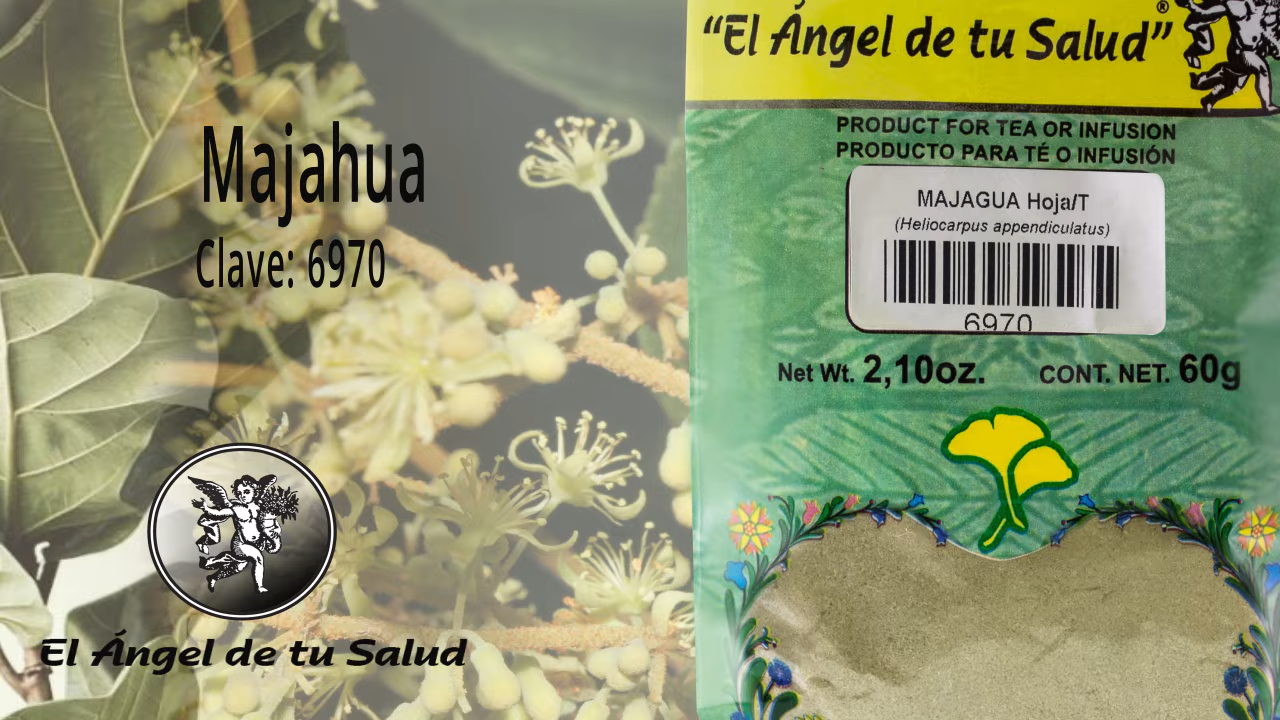 Majahua
Clave: 6970
El Ángel de tu Salud
“El Ángel de tu Salud”®
PRODUCT FOR TEA OR INFUSION
PRODUCTO PARA TÉ O INFUSIÓN
MAJAGUA Hoja/T
(Heliocarpus appendiculatus)
6970
Net Wt. 2,10oz. CONT. NET. 60g